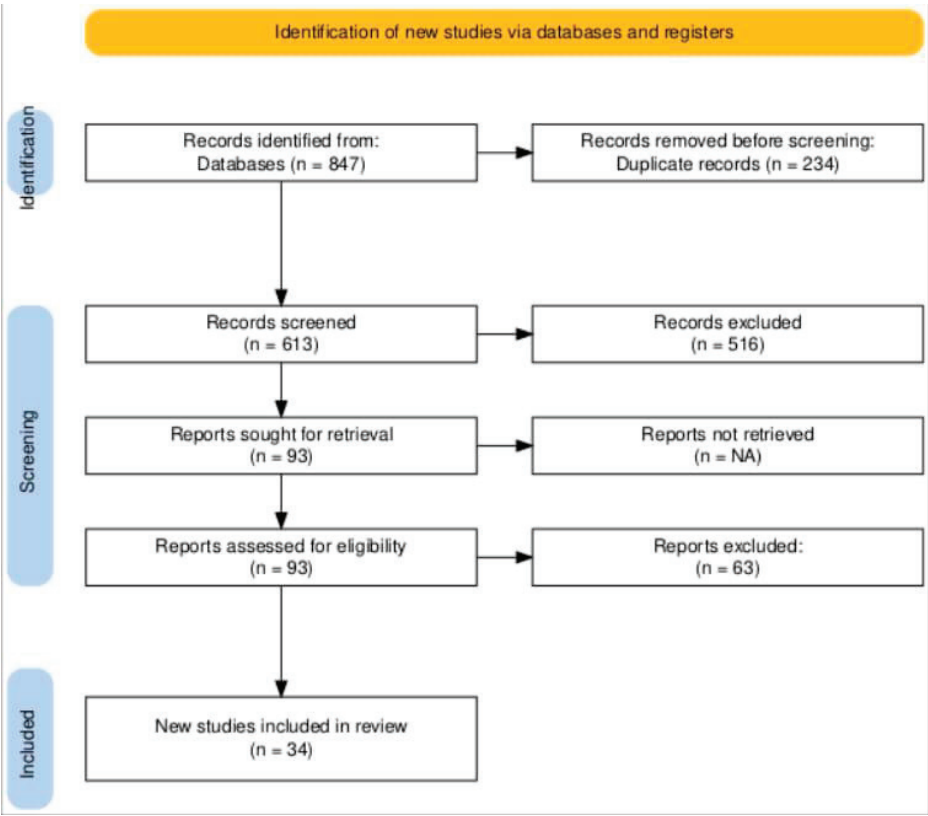 Identification of new studies via databases and registers
Identification
Records identified from:
Databases (n = 847)
Records removed before screening:
Duplicate records (n = 234)
Screening
Records screened
(n = 613)
Records excluded
(n = 516)
Reports sought for retrieval
(n = 93)
Reports not retrieved
(n = NA)
Reports assessed for eligibility
(n = 93)
Reports excluded:
(n = 63)
Included
New studies included in review
(n = 34)